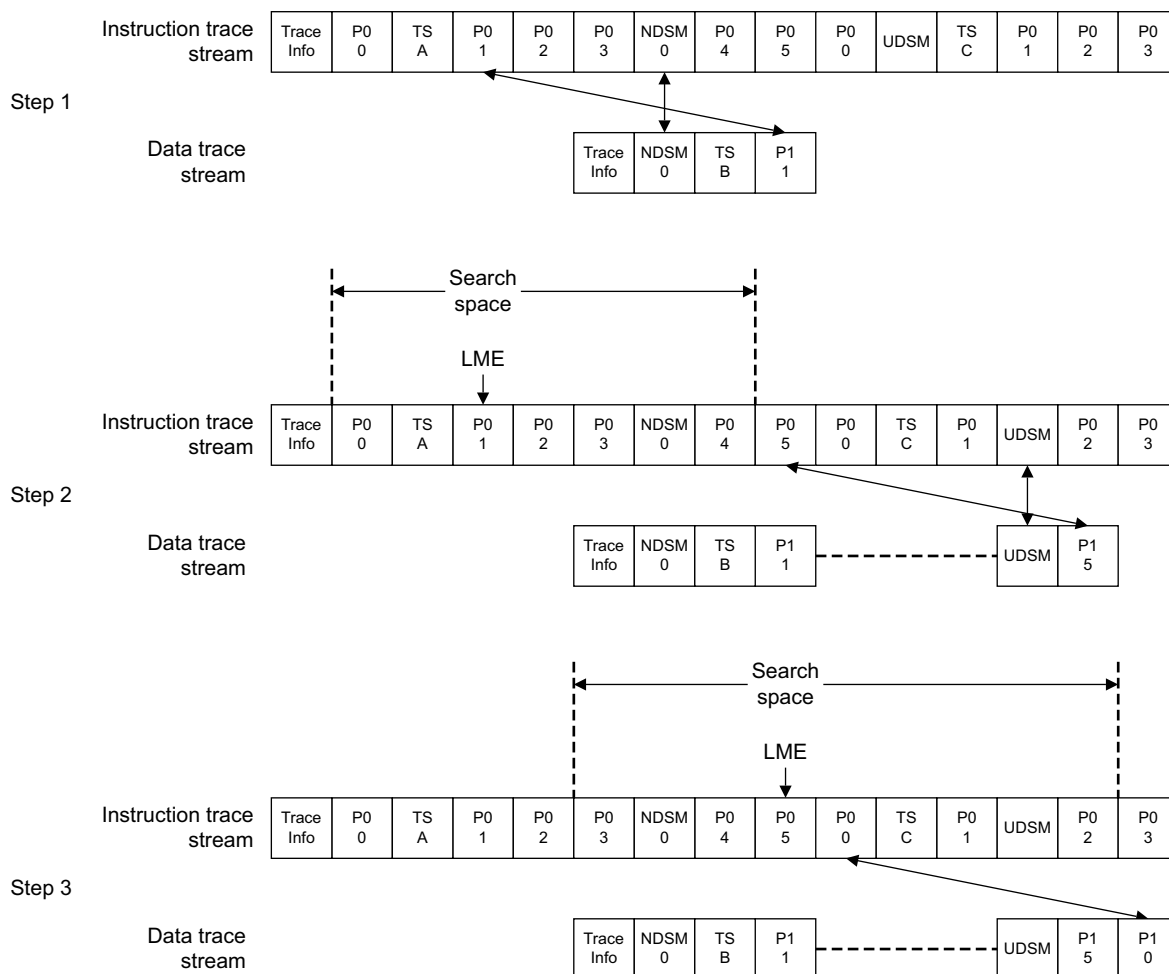 Instruction trace stream
Trace Info P0 0 TS A P0 1 P0 2 P0 3 NDSM 0 P0 4 P0 5 P0 0 UDSM TS C P0 1 P0 2 P0 3
Step 1
Data trace stream
Trace Info NDSM 0 TS B P1 1
Search space
LME
Instruction trace stream
Trace Info P0 0 TS A P0 1 P0 2 P0 3 NDSM 0 P0 4 P0 5 P0 0 TS C P0 1 UDSM P0 2 P0 3
Step 2
Data trace stream
Trace Info NDSM 0 TS B P1 1 UDSM P1 5
Search space
LME
Instruction trace stream
Trace Info P0 0 TS A P0 1 P0 2 P0 3 NDSM 0 P0 4 P0 5 P0 0 TS C P0 1 UDSM P0 2 P0 3
Step 3
Data trace stream
Trace Info NDSM 0 TS B P1 1 UDSM P1 5 P1 0